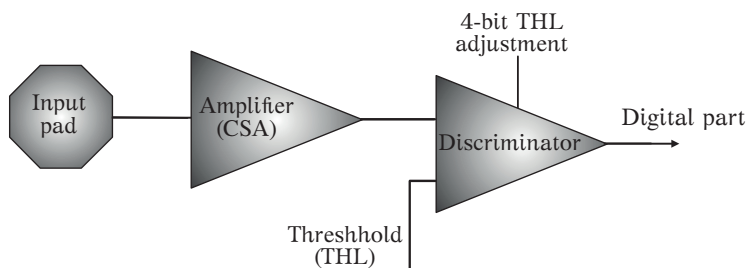 4-bit THL
adjustment
Input
pad
Amplifier
(CSA)
Discriminator
Digital part
Threshhold
(THL)